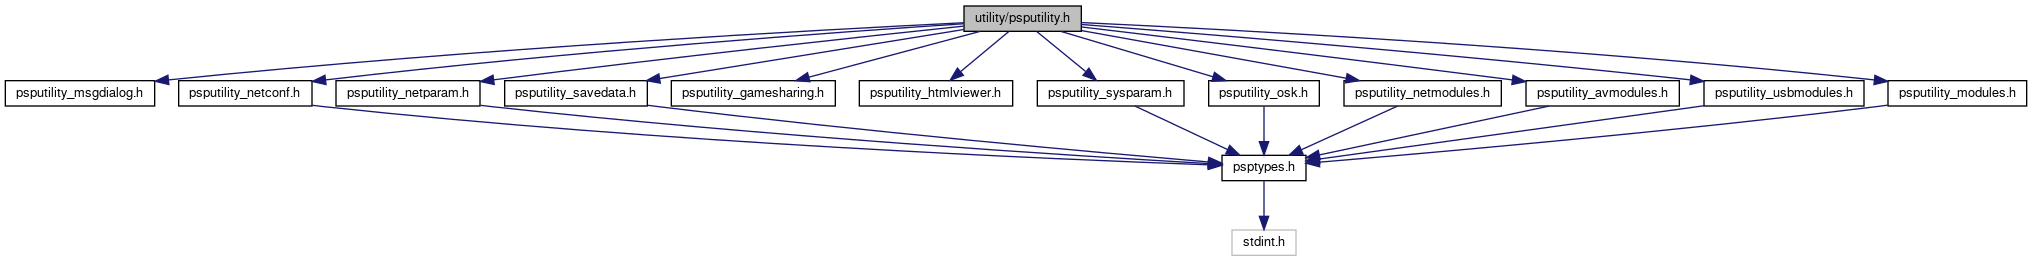 utility/psputility.h
psputility_msgdialog.h
psputility_netconf.h
psputility_netparam.h
psputility_savedata.h
psputility_gamesharing.h
psputility_htmlviewer.h
psputility_sysparam.h
psputility_osk.h
psputility_netmodules.h
psputility_avmodules.h
psputility_usbmodules.h
psputility_modules.h
psptypes.h
stdint.h